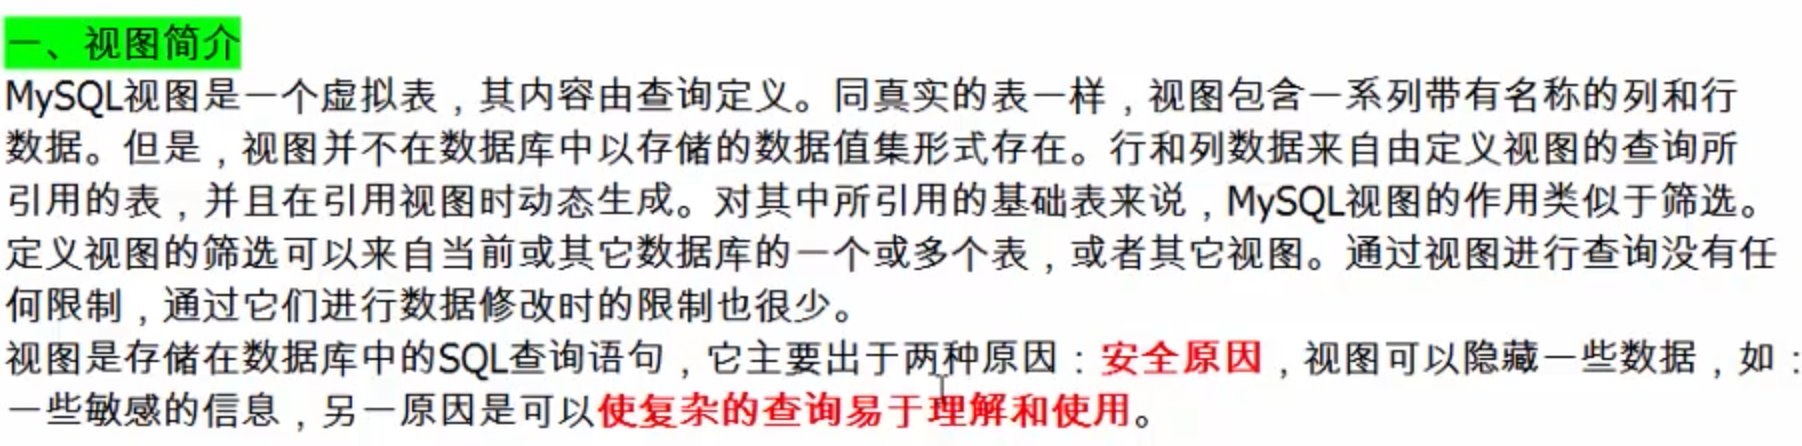 一、视图简介
MySQL视图是一个虚拟表，其内容由查询定义。同真实的表一样，视图包含一系列带有名称的列和行
数据。但是，视图并不在数据库中以存储的数据值集形式存在。行和列数据来自由定义视图的查询所
引用的表，并且在引用视图时动态生成。对其中所引用的基础表来说，MySQL视图的作用类似于筛选。
定义视图的筛选可以来自当前或其它数据库的一个或多个表，或者其它视图。通过视图进行查询没有任
何限制，通过它们进行数据修改时的限制也很少。
视图是存储在数据库中的SQL查询语句，它主要出于两种原因：安全原因，视图可以隐藏一些数据，如：
一些敏感的信息，另一原因是可以使复杂的查询易于理解和使用。